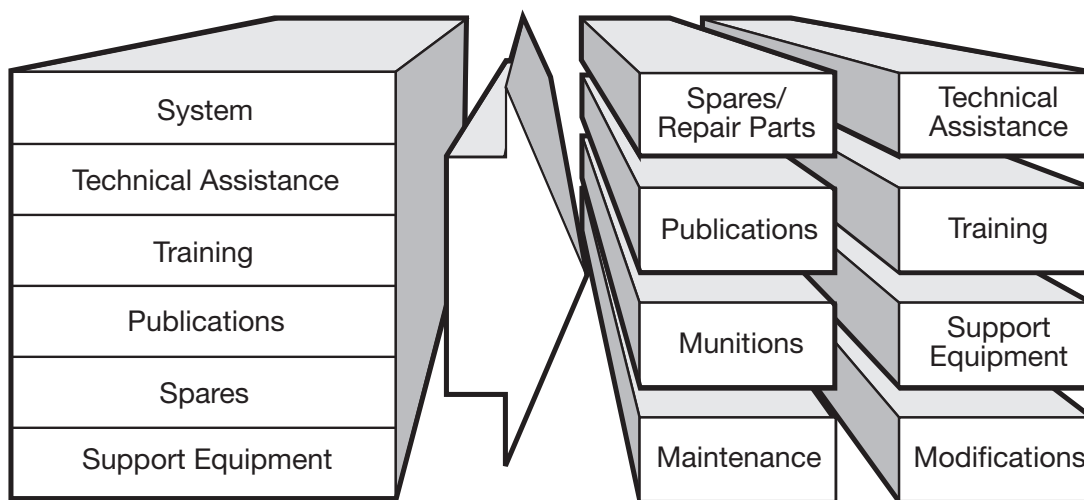 System
Technical Assistance
Training
Publications
Spares
Support Equipment
Spares/
Repair Parts
Publications
Munitions
Maintenance
Technical
Assistance
Training
Support
Equipment
Modifications